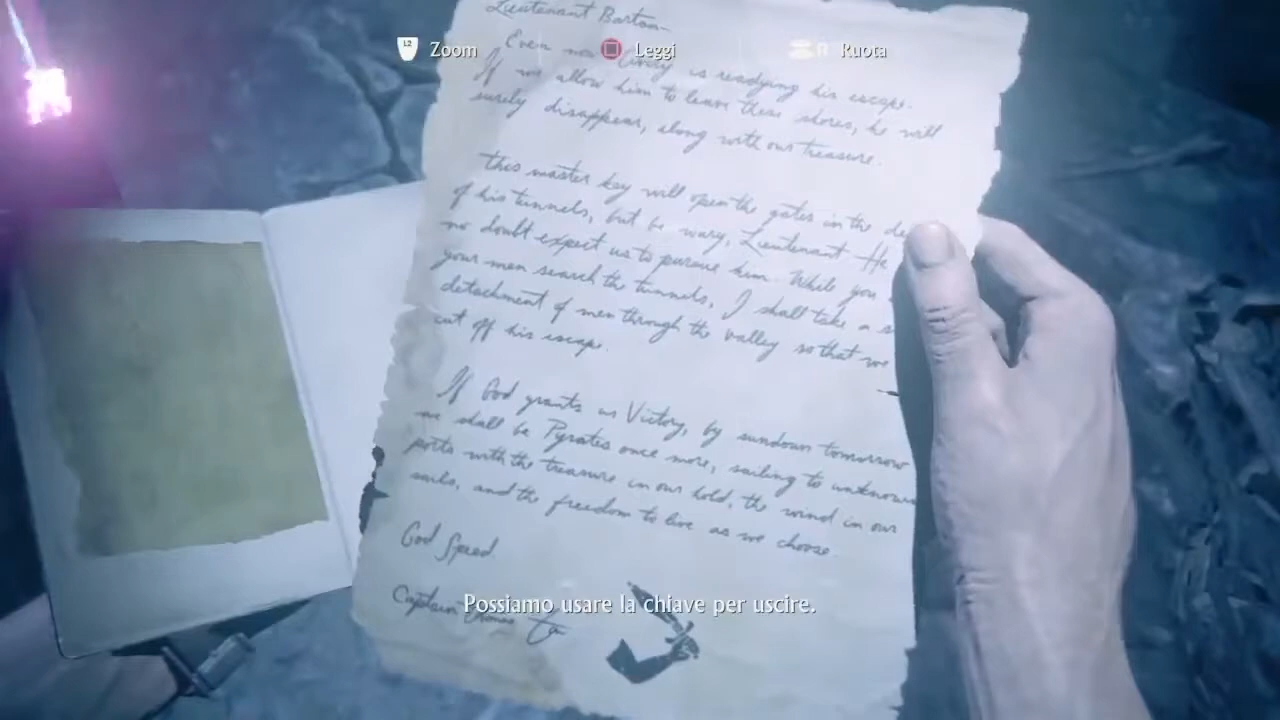 Lieutenant Barton
Zoom Leggi R Ruota
L2
Even now Avery is readying his escape.
If we allow him to leave these shores, he will
surely disappear, along with our treasure.
This master key will open the gates in the
of his tunnels, but be wary, Lieutenant. He
no doubt expect us to pursue him. While you
your men search the tunnels, I shall take a
detachment of men through the valley so that we
cut off his escape.
If God grants us Victory, by sundown tomorrow
we shall be Pyrates once more, sailing to unknown
ports with the treasure in our hold, the wind in our
sails, and the freedom to live as we choose.
God Speed.
Captain Tew
Possiamo usare la chiave per uscire.